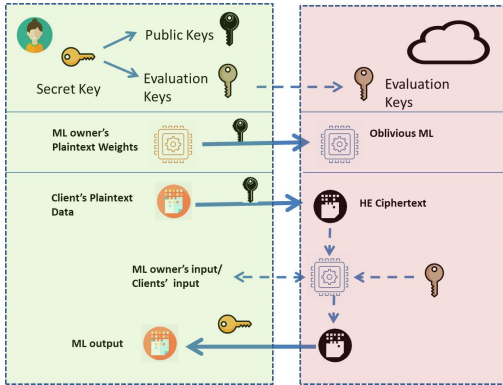 Public Keys
Secret Key
Evaluation
Keys
Evaluation
Keys
ML owner's
Plaintext Weights
Oblivious ML
Client's Plaintext
Data
HE Ciphertext
ML owner's input/
Clients' input
ML output